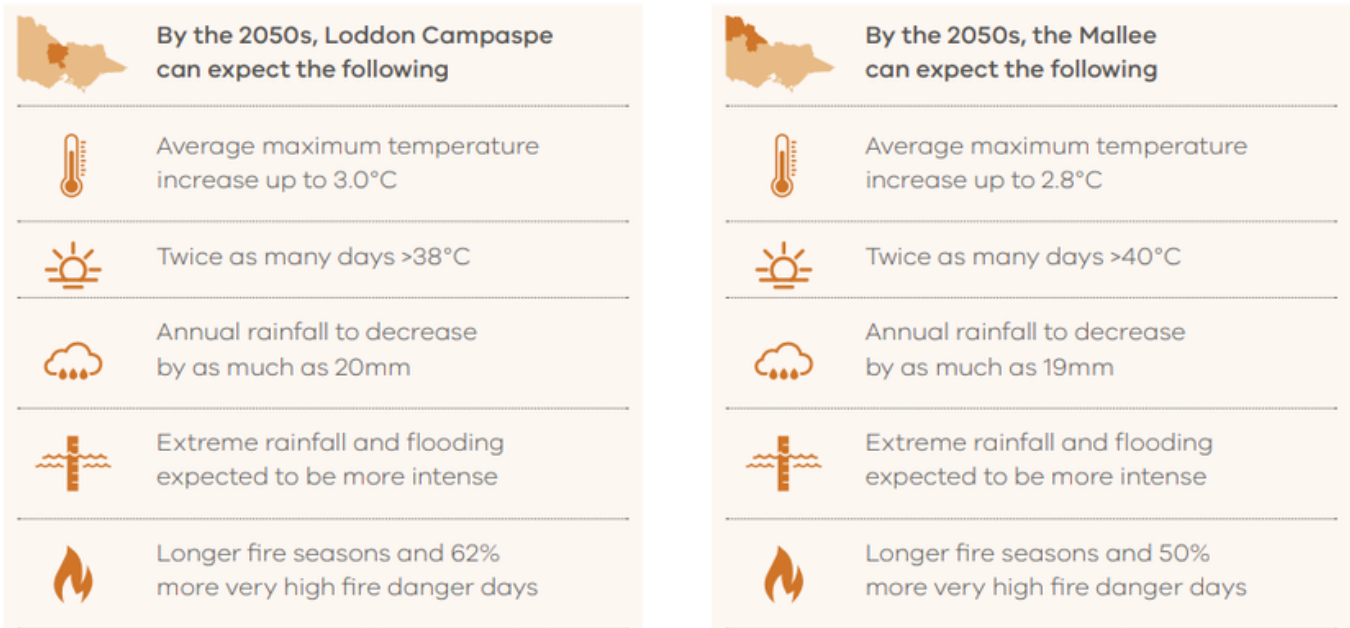 By the 2050s, Loddon Campaspe
can expect the following
Average maximum temperature
increase up to 3.0°C
Twice as many days >38°C
Annual rainfall to decrease
by as much as 20mm
Extreme rainfall and flooding
expected to be more intense
Longer fire seasons and 62%
more very high fire danger days
By the 2050s, the Mallee
can expect the following
Average maximum temperature
increase up to 2.8°C
Twice as many days >40°C
Annual rainfall to decrease
by as much as 19mm
Extreme rainfall and flooding
expected to be more intense
Longer fire seasons and 50%
more very high fire danger days